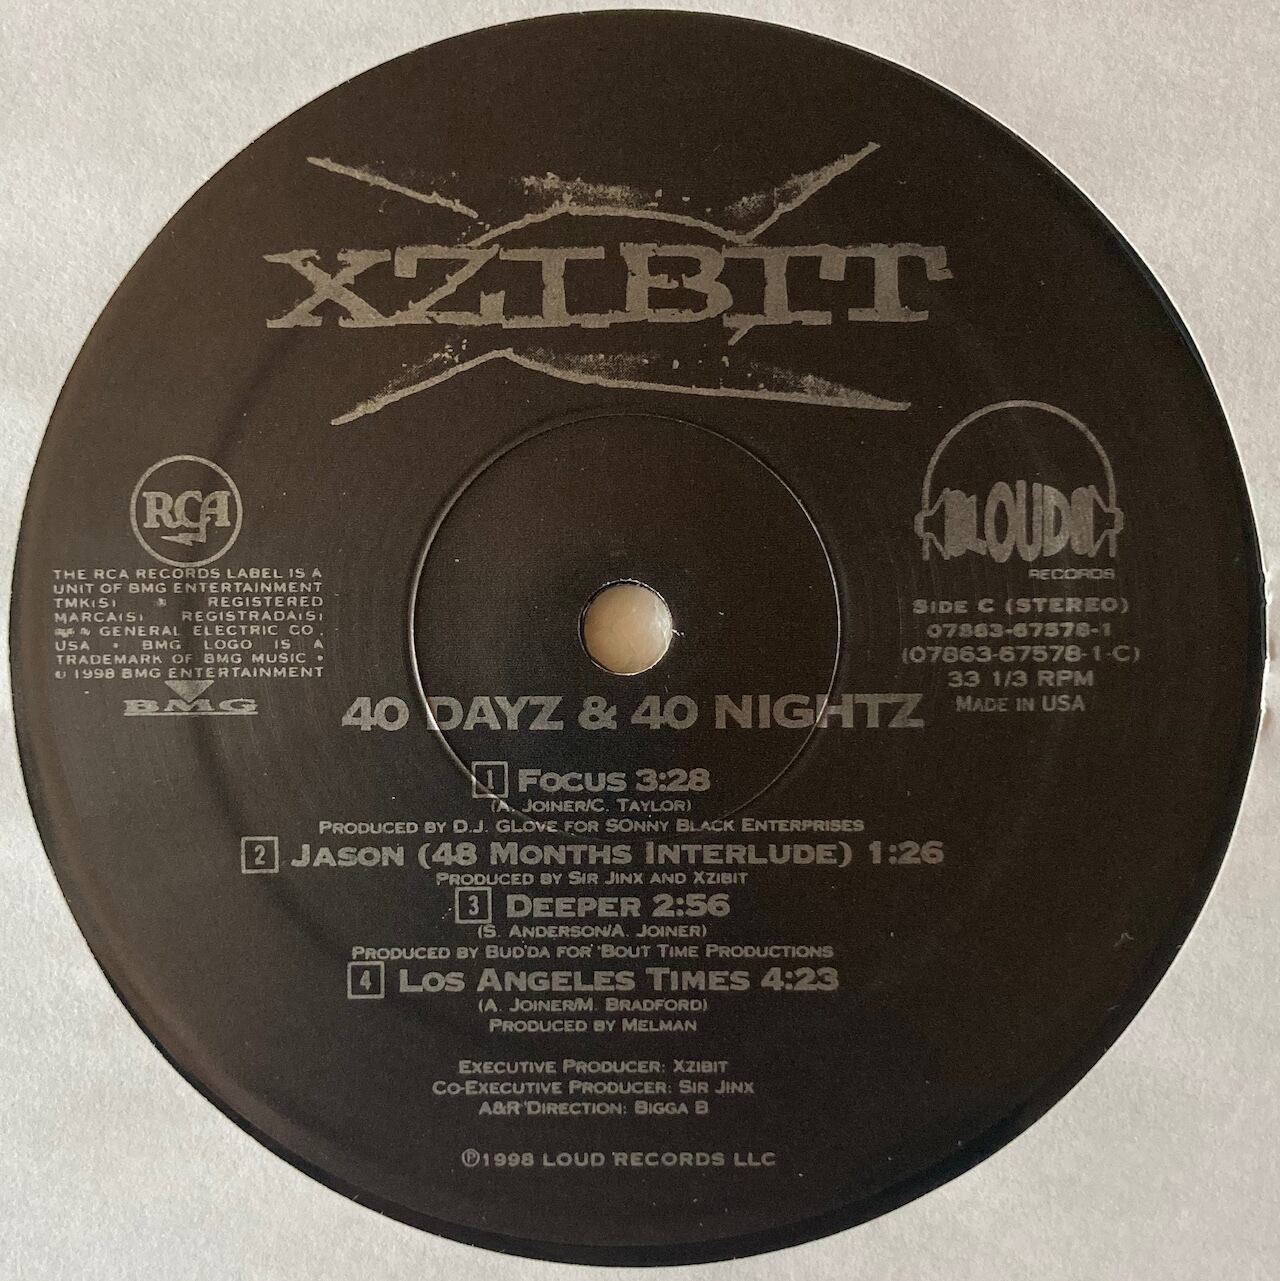 XZIBIT
RCA
THE RCA RECORDS LABEL IS A
UNIT OF BMG ENTERTAINMENT
TMK(S) ® REGISTERED
MARCA(S) REGISTRADA(S)
GENERAL ELECTRIC CO.,
USA • BMG LOGO IS A
TRADEMARK OF BMG MUSIC •
© 1998 BMG ENTERTAINMENT
BMG
LOUD
RECORDS
SIDE C (STEREO)
07863-67578-1
(07863-67578-1-C)
33 1/3 RPM
MADE IN USA
40 DAYZ & 40 NIGHTZ
1 FOCUS 3:28
(A. JOINER/C. TAYLOR)
PRODUCED BY D.J. GLOVE FOR SONNY BLACK ENTERPRISES
2 JASON (48 MONTHS INTERLUDE) 1:26
PRODUCED BY SIR JINX AND XZIBIT
3 DEEPER 2:56
(S. ANDERSON/A. JOINER)
PRODUCED BY BUD'DA FOR 'BOUT TIME PRODUCTIONS
4 LOS ANGELES TIMES 4:23
(A. JOINER/M. BRADFORD)
PRODUCED BY MELMAN
EXECUTIVE PRODUCER: XZIBIT
CO-EXECUTIVE PRODUCER: SIR JINX
A&R DIRECTION: BIGGA B
℗1998 LOUD RECORDS LLC